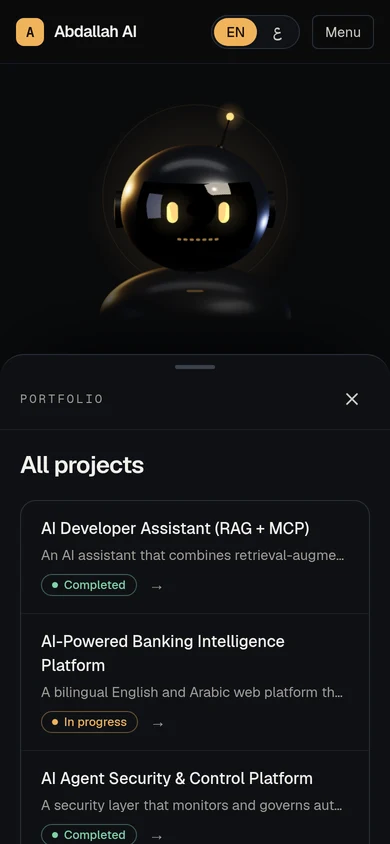 A Abdallah AI EN ع Menu
PORTFOLIO
All projects
AI Developer Assistant (RAG + MCP)
An AI assistant that combines retrieval-augme...
Completed →
AI-Powered Banking Intelligence
Platform
A bilingual English and Arabic web platform th...
In progress →
AI Agent Security & Control Platform
A security layer that monitors and governs aut...
Completed →